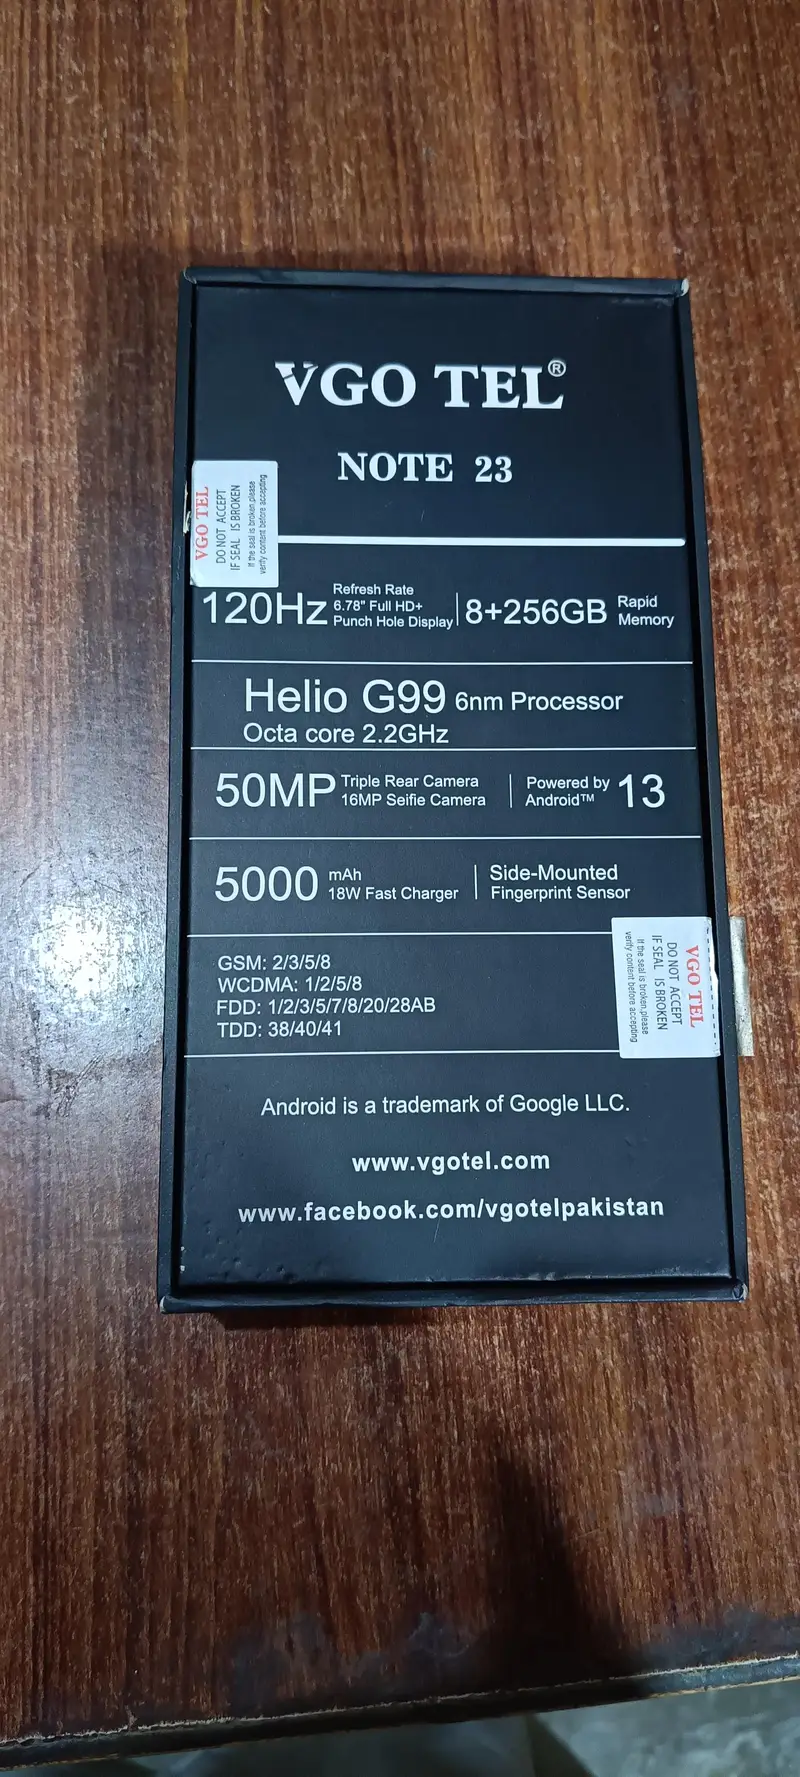 VGO TEL®
NOTE 23
VGO TEL
DO NOT ACCEPT
IF SEAL IS BROKEN
If the seal is broken,please
verify content before accepting
120Hz
Refresh Rate
6.78" Full HD+
Punch Hole Display
8+256GB
Rapid
Memory
Helio G99 6nm Processor
Octa core 2.2GHz
50MP
Triple Rear Camera
16MP Seifie Camera
Powered by
Android™
13
5000
mAh
18W Fast Charger
Side-Mounted
Fingerprint Sensor
GSM: 2/3/5/8
WCDMA: 1/2/5/8
FDD: 1/2/3/5/7/8/20/28AB
TDD: 38/40/41
VGO TEL
DO NOT ACCEPT
IF SEAL IS BROKEN
If the seal is broken,please
verify content before accepting
Android is a trademark of Google LLC.
www.vgotel.com
www.facebook.com/vgotelpakistan